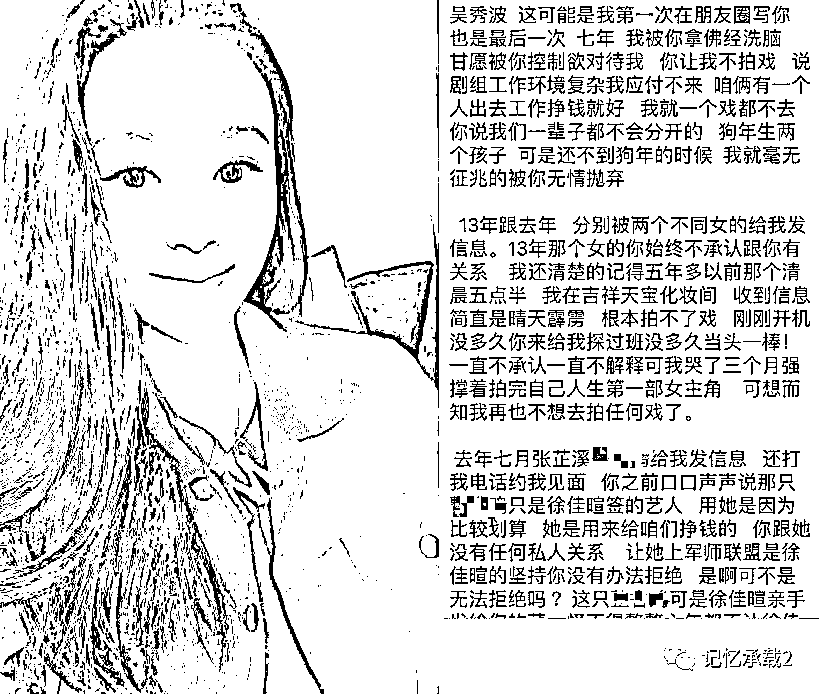 吴秀波 这可能是我第一次在朋友圈写你
也是最后一次 七年 我被你拿佛经洗脑
甘愿被你控制欲对待我 你让我不拍戏 说
剧组工作环境复杂我应付不来 咱俩有一个
人出去工作挣钱就好 我就一个戏都不去
你说我们一辈子都不会分开的 狗年生两
个孩子 可是还不到狗年的时候 我就毫无
征兆的被你无情抛弃
13年跟去年 分别被两个不同女的给我发
信息。13年那个女的你始终不承认跟你有
关系 我还清楚的记得五年多以前那个清
晨五点半 我在吉祥天宝化妆间 收到信息
简直是晴天霹雳 根本拍不了戏 刚刚开机
没多久你来给我探过班没多久当头一棒!
一直不承认一直不解释可我哭了三个月强
撑着拍完自己人生第一部女主角 可想而
知我再也不想去拍任何戏了。
去年七月张芷溪 给我发信息 还打
我电话约我见面 你之前口口声声说那只
只是徐佳暄签的艺人 用她是因为
比较划算 她是用来给咱们挣钱的 你跟她
没有任何私人关系 让她上军师联盟是徐
佳暄的坚持你没有办法拒绝 是啊可不是
无法拒绝吗？这只 可是徐佳暄亲手
记忆承载2